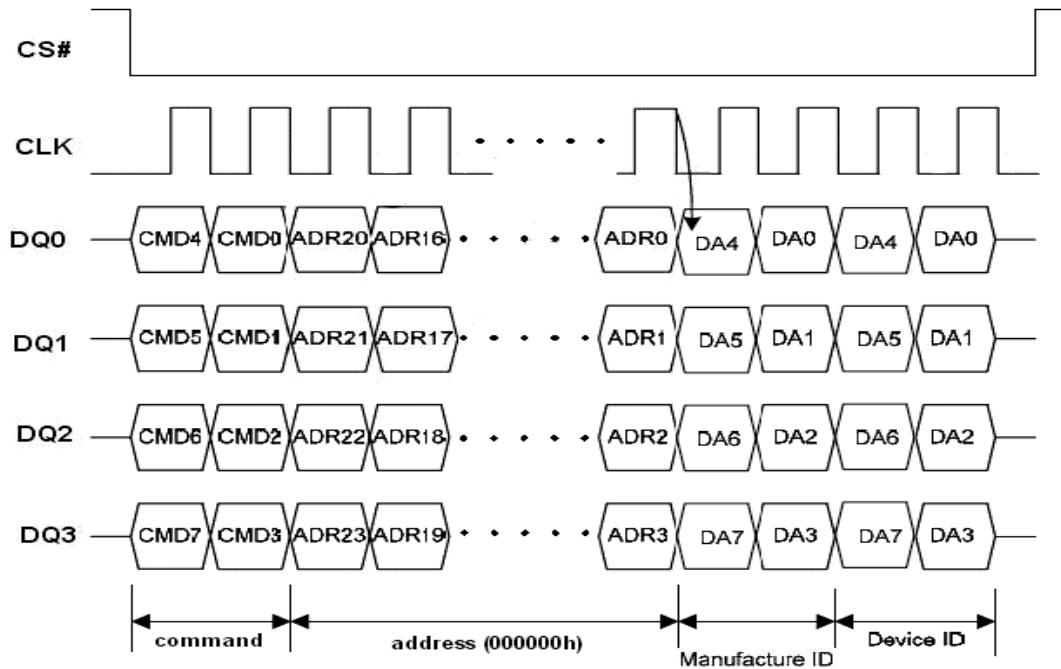 CS#
CLK
DQ0 CMD4 CMD0 ADR20 ADR16 ADR0 DA4 DA0 DA4 DA0
DQ1 CMD5 CMD1 ADR21 ADR17 ADR1 DA5 DA1 DA5 DA1
DQ2 CMD6 CMD2 ADR22 ADR18 ADR2 DA6 DA2 DA6 DA2
DQ3 CMD7 CMD3 ADR23 ADR19 ADR3 DA7 DA3 DA7 DA3
command address (000000h) Manufacture ID Device ID